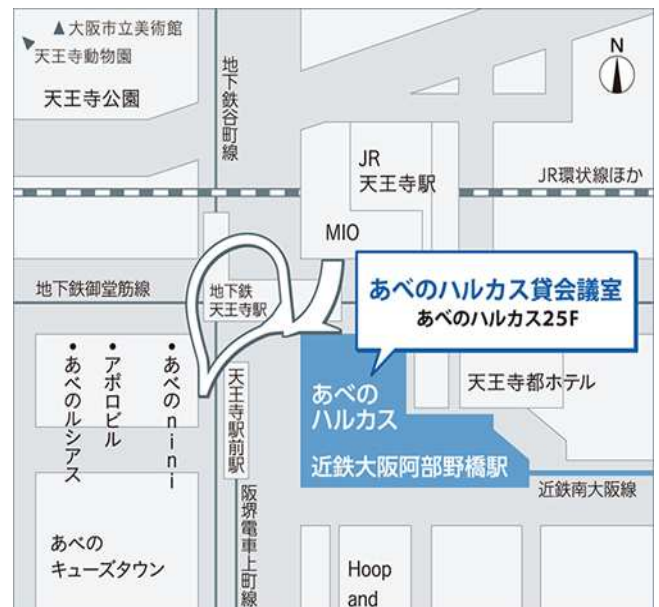 ▲大阪市立美術館
天王寺動物園
天王寺公園
地下鉄谷町線
N
JR
天王寺駅
JR環状線ほか
MIO
地下鉄御堂筋線
地下鉄
天王寺駅
あべのハルカス貸会議室
あべのハルカス25F
・あべのルシアス
・アポロビル
・あべのnini
天王寺駅前駅
あべの
ハルカス
天王寺都ホテル
近鉄大阪阿部野橋駅
近鉄南大阪線
阪堺電車上町線
あべの
キューズタウン
Hoop
and